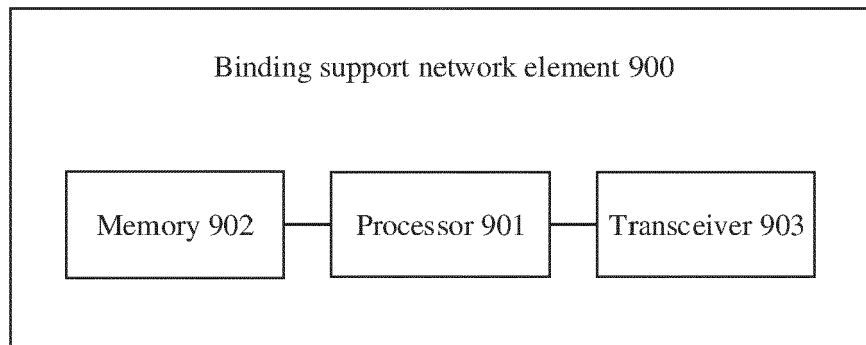 Binding support network element 900
Memory 902
Processor 901
Transceiver 903